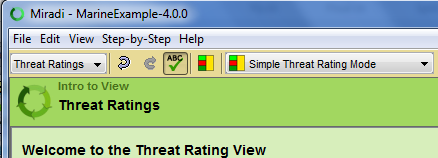 Miradi - MarineExample-4.0.0
File Edit View Step-by-Step Help
Threat Ratings ABC Simple Threat Rating Mode
Intro to View
Threat Ratings
Welcome to the Threat Rating View